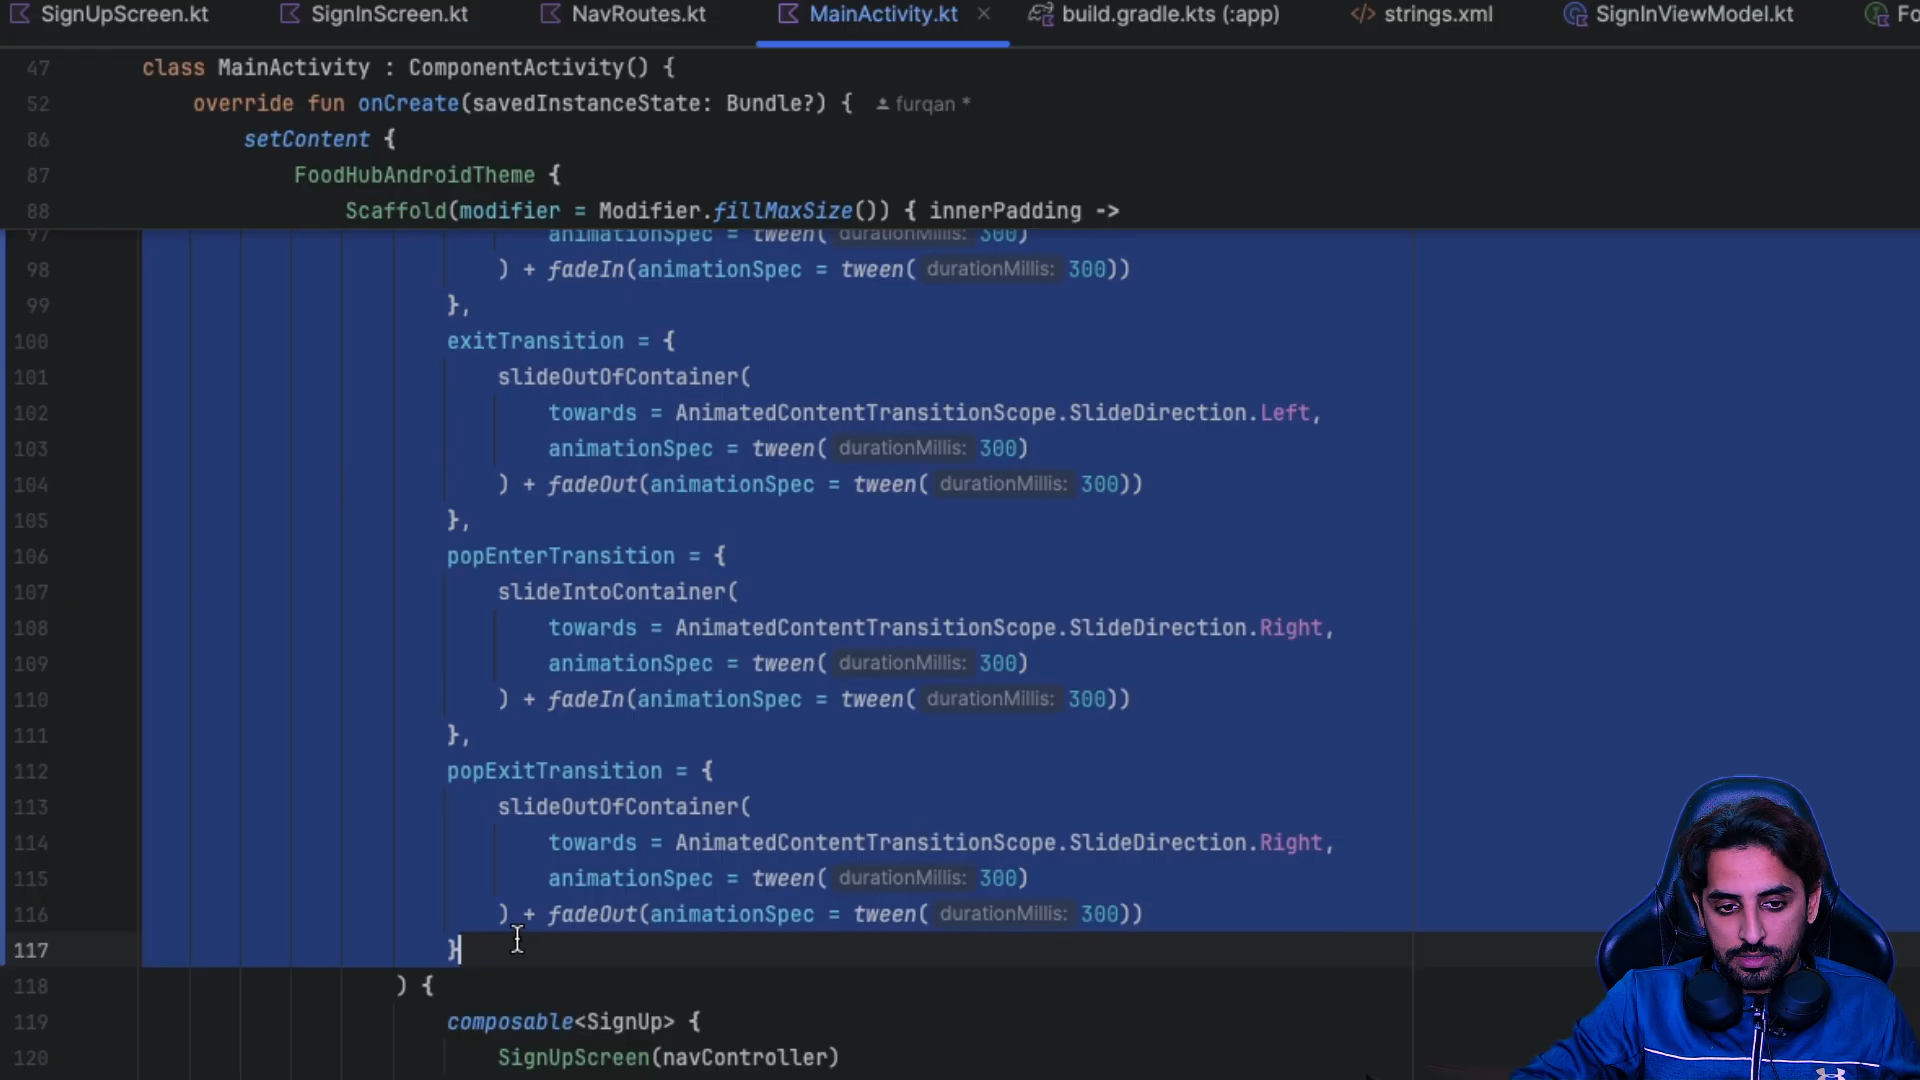 SignUpScreen.kt SignInScreen.kt NavRoutes.kt MainActivity.kt build.gradle.kts (:app) strings.xml SignInViewModel.kt Fo
47 class MainActivity : ComponentActivity() {
52 override fun onCreate(savedInstanceState: Bundle?) { furqan *
86 setContent {
87 FoodHubAndroidTheme {
88 Scaffold(modifier = Modifier.fillMaxSize()) { innerPadding ->
97 animationSpec = tween( durationMillis: 300)
98 ) + fadeIn(animationSpec = tween( durationMillis: 300))
99 },
100 exitTransition = {
101 slideOutOfContainer(
102 towards = AnimatedContentTransitionScope.SlideDirection.Left,
103 animationSpec = tween( durationMillis: 300)
104 ) + fadeOut(animationSpec = tween( durationMillis: 300))
105 },
106 popEnterTransition = {
107 slideIntoContainer(
108 towards = AnimatedContentTransitionScope.SlideDirection.Right,
109 animationSpec = tween( durationMillis: 300)
110 ) + fadeIn(animationSpec = tween( durationMillis: 300))
111 },
112 popExitTransition = {
113 slideOutOfContainer(
114 towards = AnimatedContentTransitionScope.SlideDirection.Right,
115 animationSpec = tween( durationMillis: 300)
116 ) + fadeOut(animationSpec = tween( durationMillis: 300))
117 }
118 ) {
119 composable<SignUp> {
120 SignUpScreen(navController)